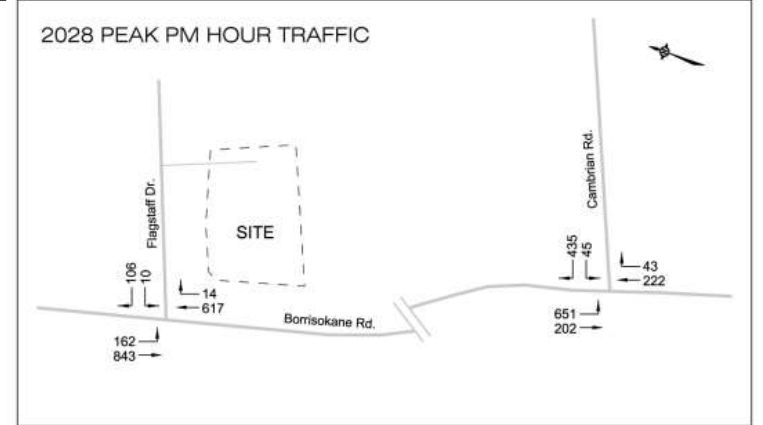 2028 PEAK PM HOUR TRAFFIC
Flagstaff Dr.
Cambrian Rd.
SITE
106
10
14
617
Borrisokane Rd.
162
843
435
45
43
222
651
202